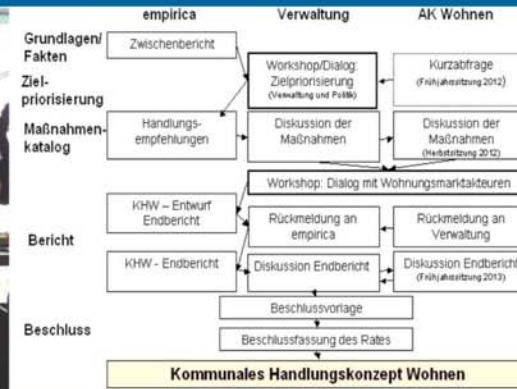 empirica Verwaltung AK Wohnen
Grundlagen/
Fakten
Zwischenbericht
Ziel-
priorisierung
Workshop/Dialog:
Zielpriorisierung
(Verwaltung und Politik)
Kurzabfrage
(Frühjahrssitzung 2012)
Maßnahmen-
katalog
Handlungs-
empfehlungen
Diskussion der
Maßnahmen
Diskussion der
Maßnahmen
(Herbstsitzung 2012)
Workshop: Dialog mit Wohnungsmarktakteuren
Bericht
KHW – Entwurf
Endbericht
Rückmeldung an
empirica
Rückmeldung an
Verwaltung
KHW - Endbericht
Diskussion Endbericht
Diskussion Endbericht
(Frühjahrssitzung 2013)
Beschluss
Beschlussvorlage
Beschlussfassung des Rates
Kommunales Handlungskonzept Wohnen